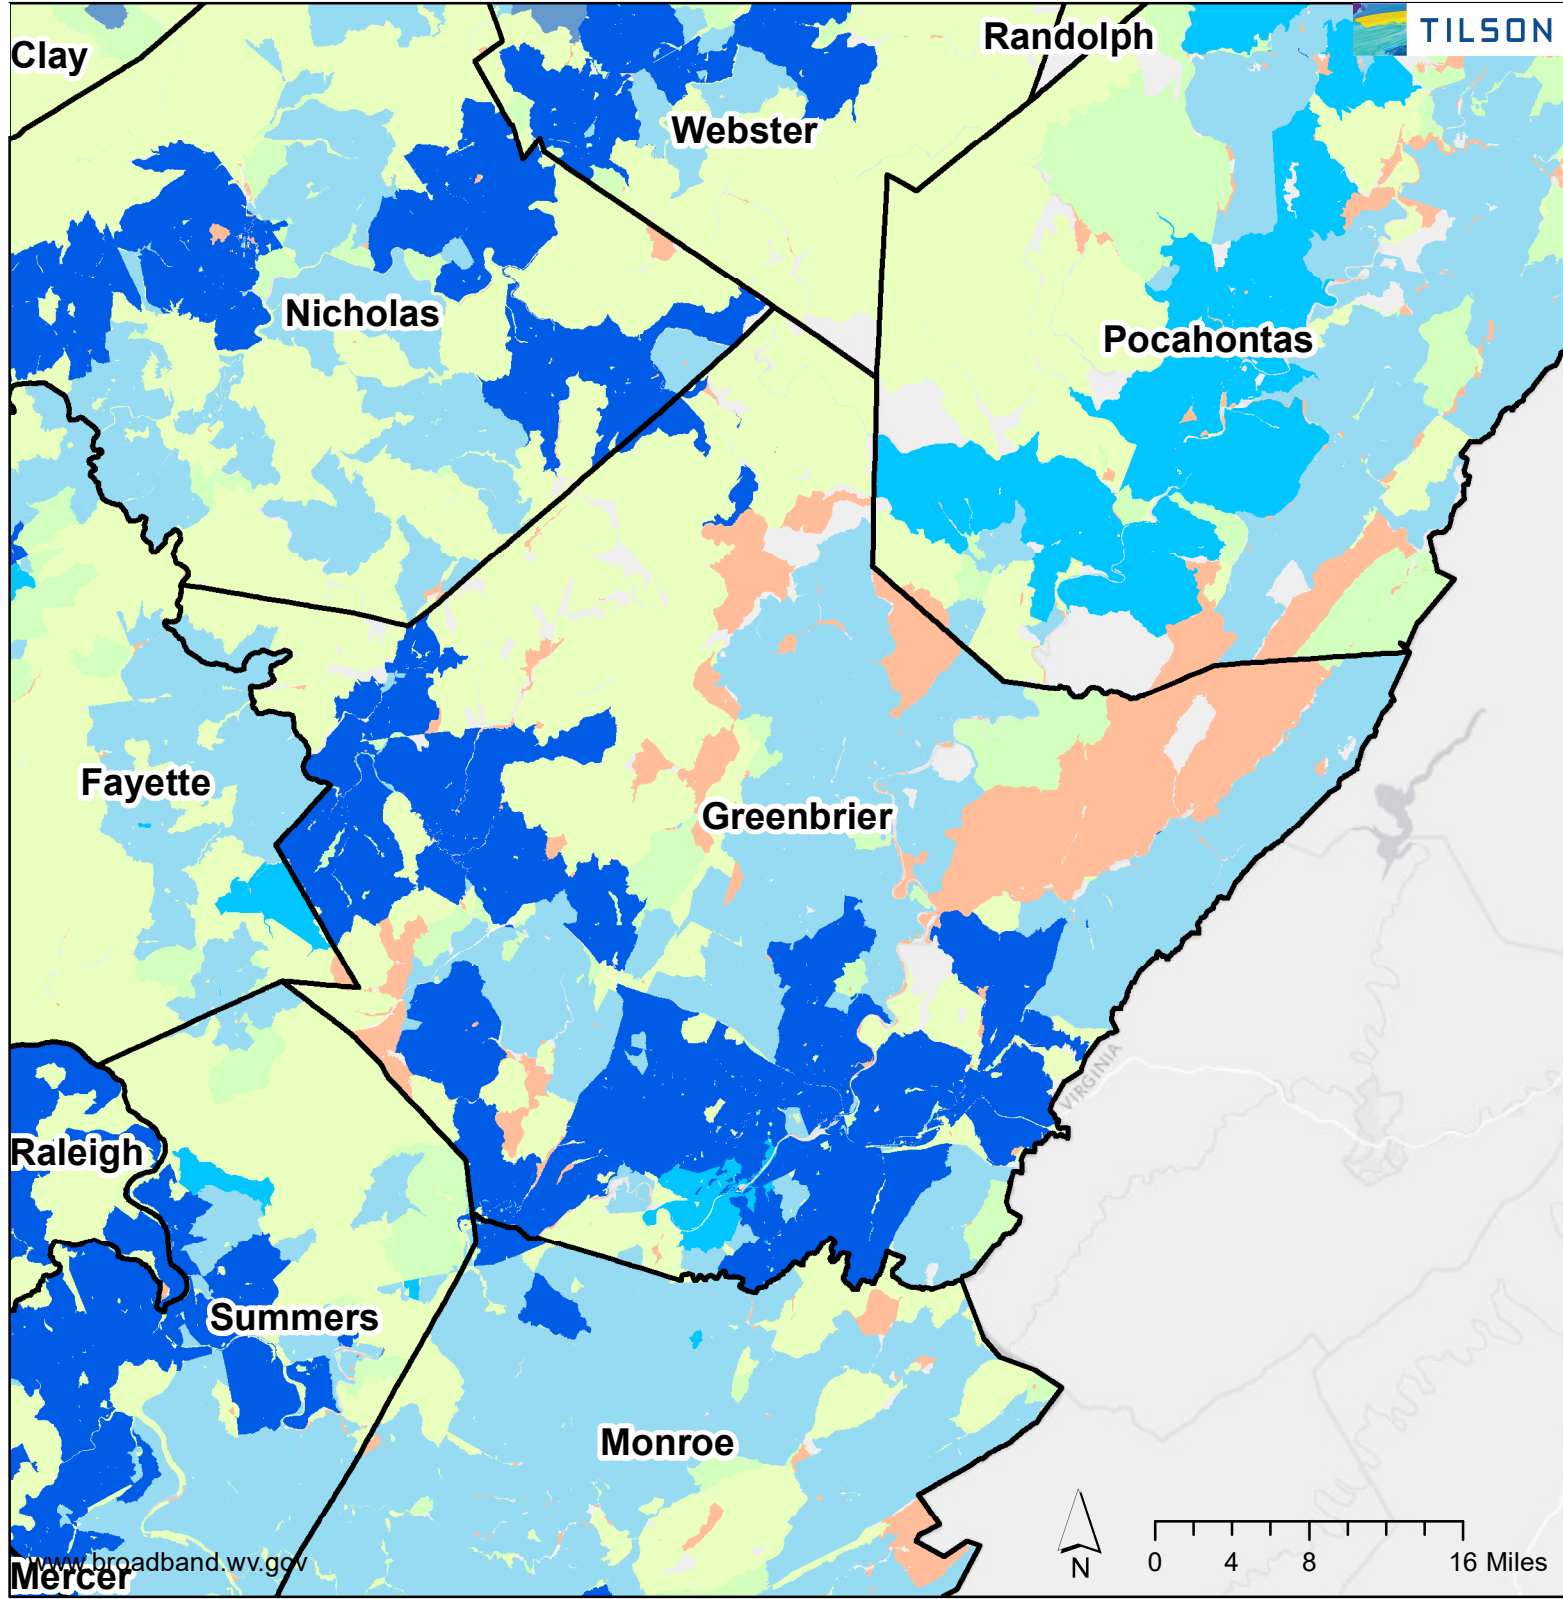 Clay
Randolph
TILSON
Webster
Nicholas
Pocahontas
Fayette
Greenbrier
VIRGINIA
Raleigh
Summers
Monroe
www.broadband.wv.gov
Mercer
N
0 4 8 16 Miles